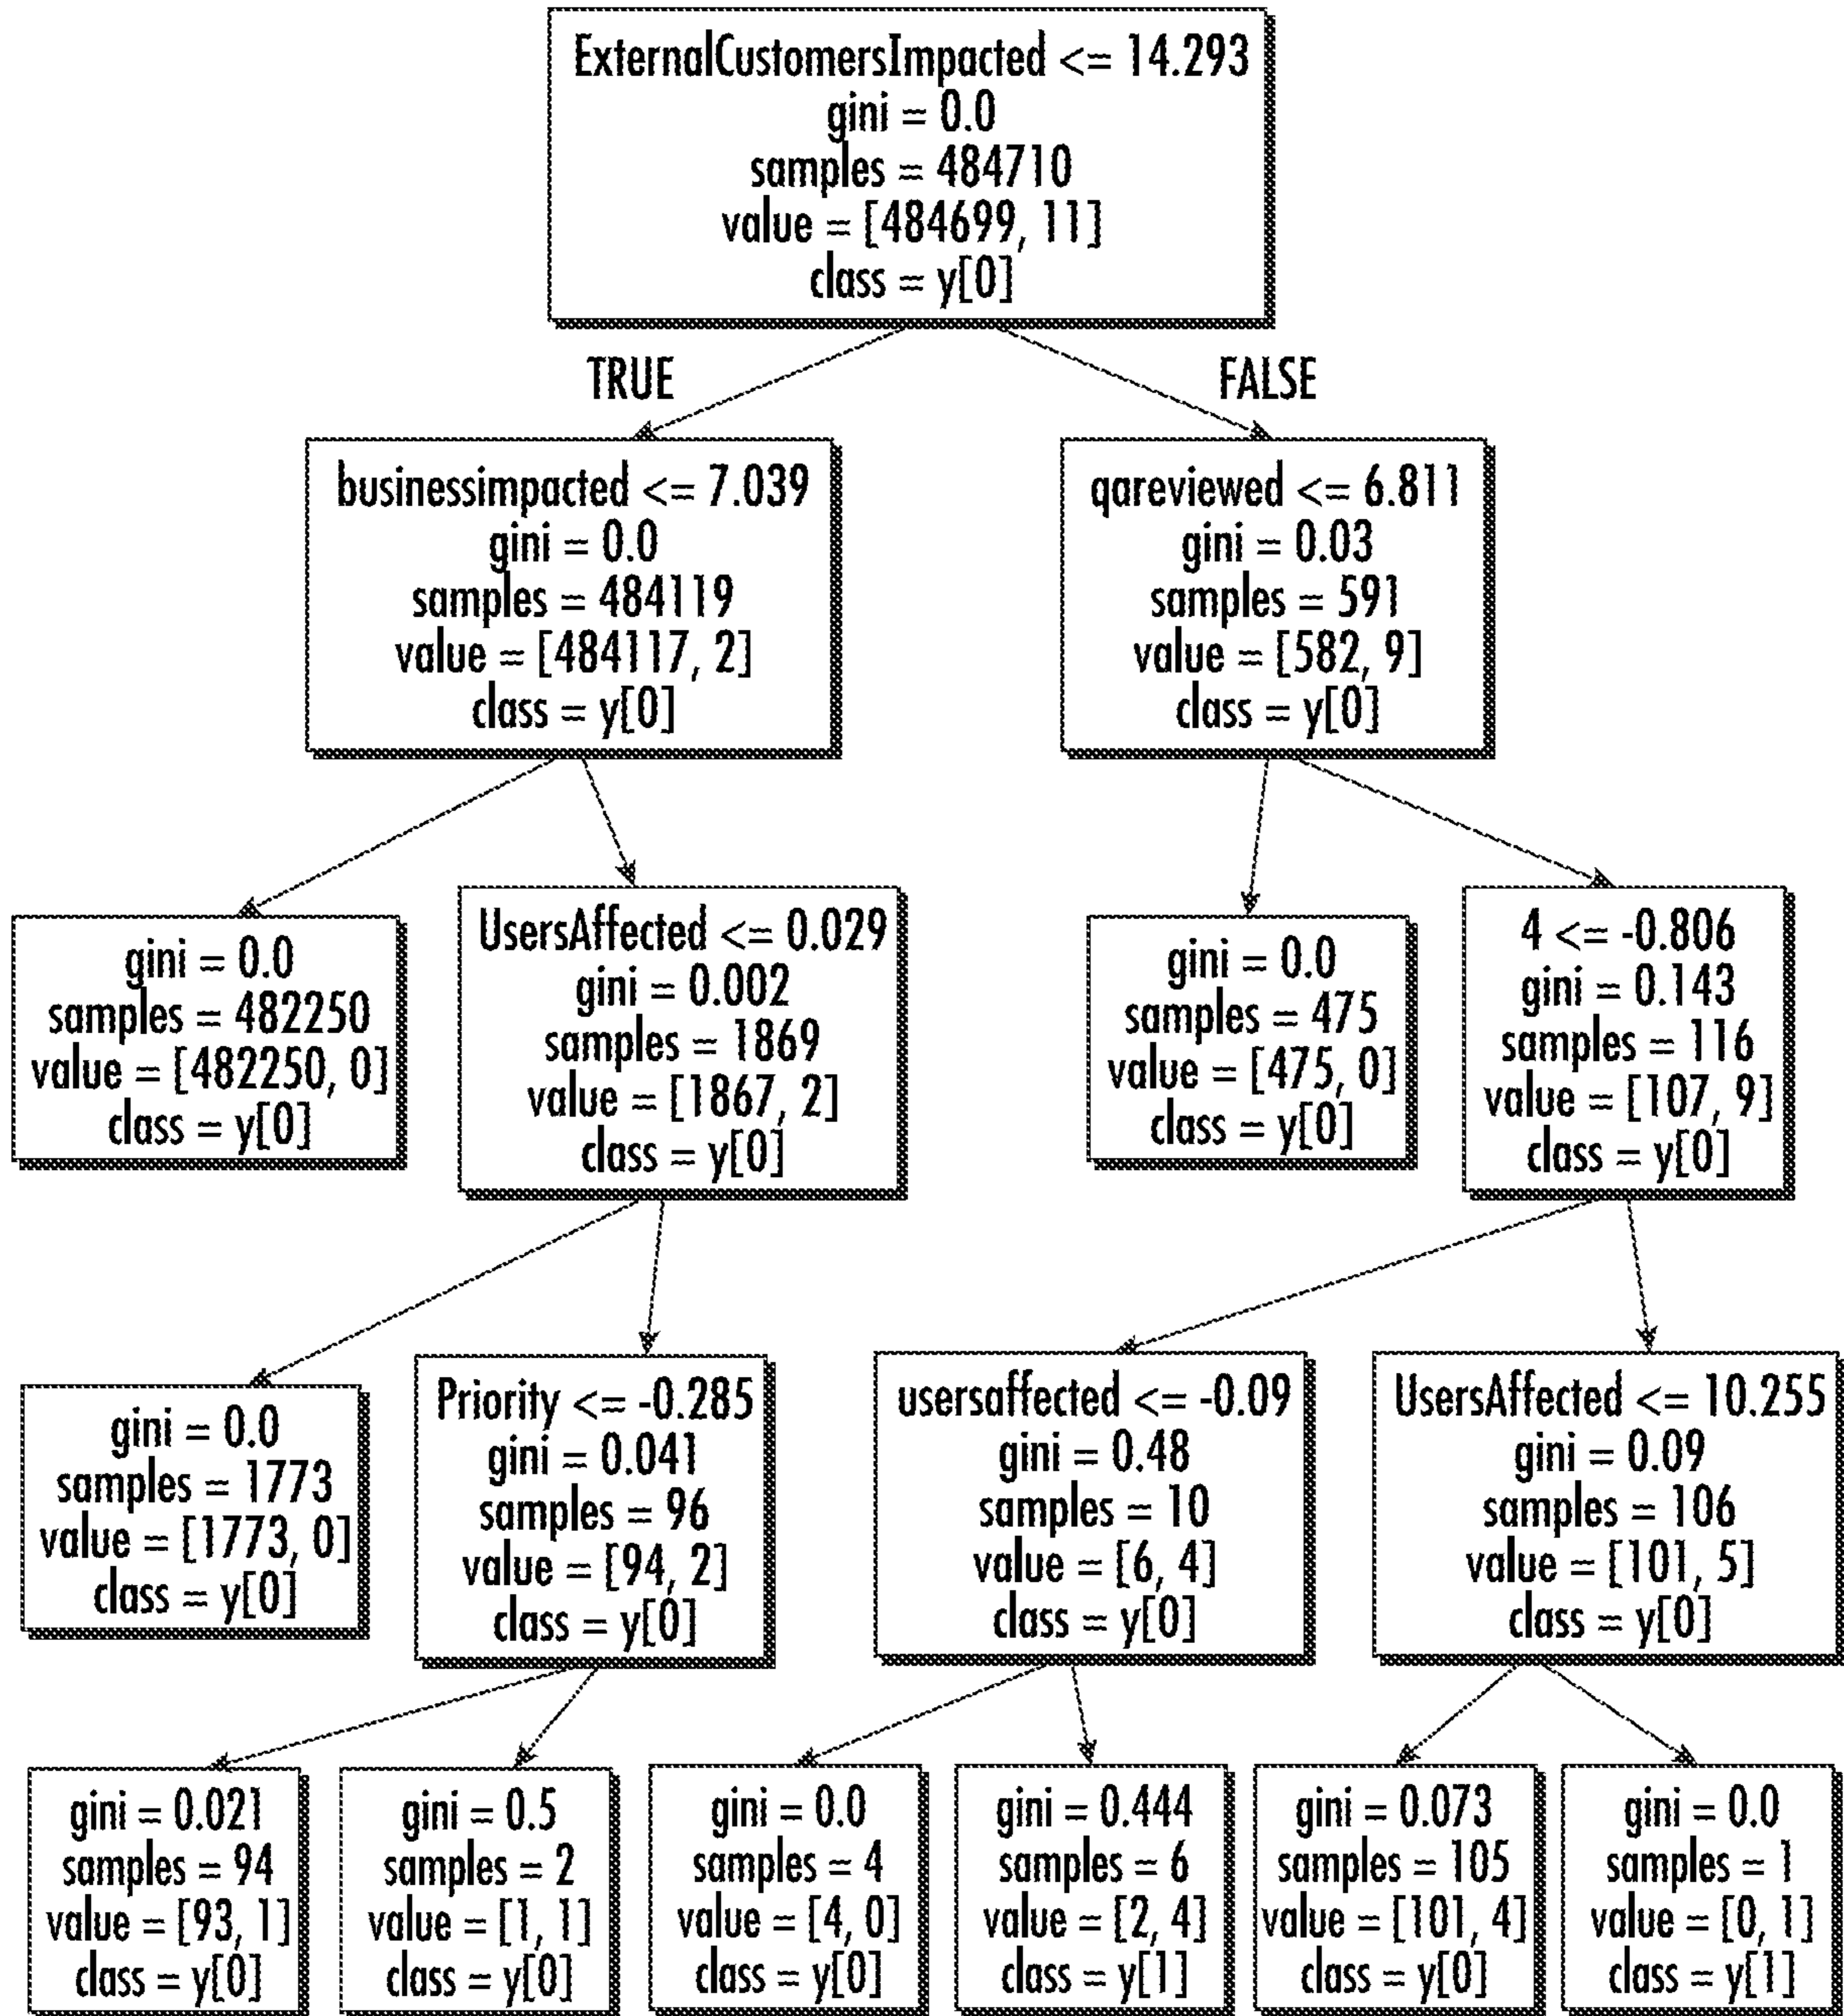 ExternalCustomersImpacted <= 14.293
gini = 0.0
samples = 484710
value = [484699, 11]
class = y[0]
TRUE
FALSE
businessimpacted <= 7.039
gini = 0.0
samples = 484119
value = [484117, 2]
class = y[0]
qareviewed <= 6.811
gini = 0.03
samples = 591
value = [582, 9]
class = y[0]
gini = 0.0
samples = 482250
value = [482250, 0]
class = y[0]
UsersAffected <= 0.029
gini = 0.002
samples = 1869
value = [1867, 2]
class = y[0]
gini = 0.0
samples = 475
value = [475, 0]
class = y[0]
4 <= -0.806
gini = 0.143
samples = 116
value = [107, 9]
class = y[0]
gini = 0.0
samples = 1773
value = [1773, 0]
class = y[0]
Priority <= -0.285
gini = 0.041
samples = 96
value = [94, 2]
class = y[0]
usersaffected <= -0.09
gini = 0.48
samples = 10
value = [6, 4]
class = y[0]
UsersAffected <= 10.255
gini = 0.09
samples = 106
value = [101, 5]
class = y[0]
gini = 0.021
samples = 94
value = [93, 1]
class = y[0]
gini = 0.5
samples = 2
value = [1, 1]
class = y[0]
gini = 0.0
samples = 4
value = [4, 0]
class = y[0]
gini = 0.444
samples = 6
value = [2, 4]
class = y[1]
gini = 0.073
samples = 105
value = [101, 4]
class = y[0]
gini = 0.0
samples = 1
value = [0, 1]
class = y[1]